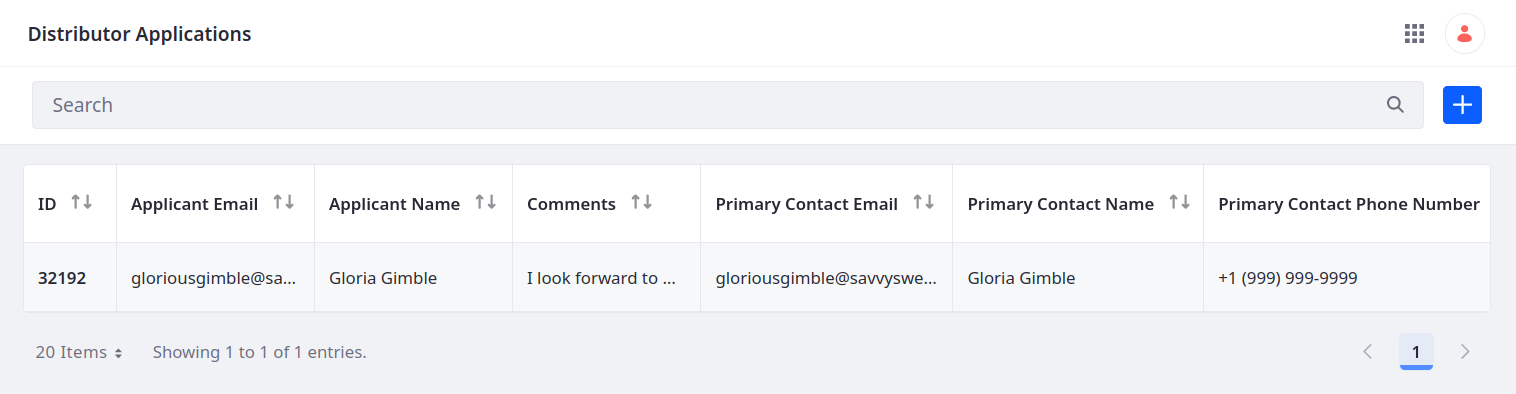 Distributor Applications
Search
ID Applicant Email Applicant Name Comments Primary Contact Email Primary Contact Name Primary Contact Phone Number
32192 gloriousgimble@sa... Gloria Gimble I look forward to ... gloriousgimble@savvyswe... Gloria Gimble +1 (999) 999-9999
20 Items Showing 1 to 1 of 1 entries. 1